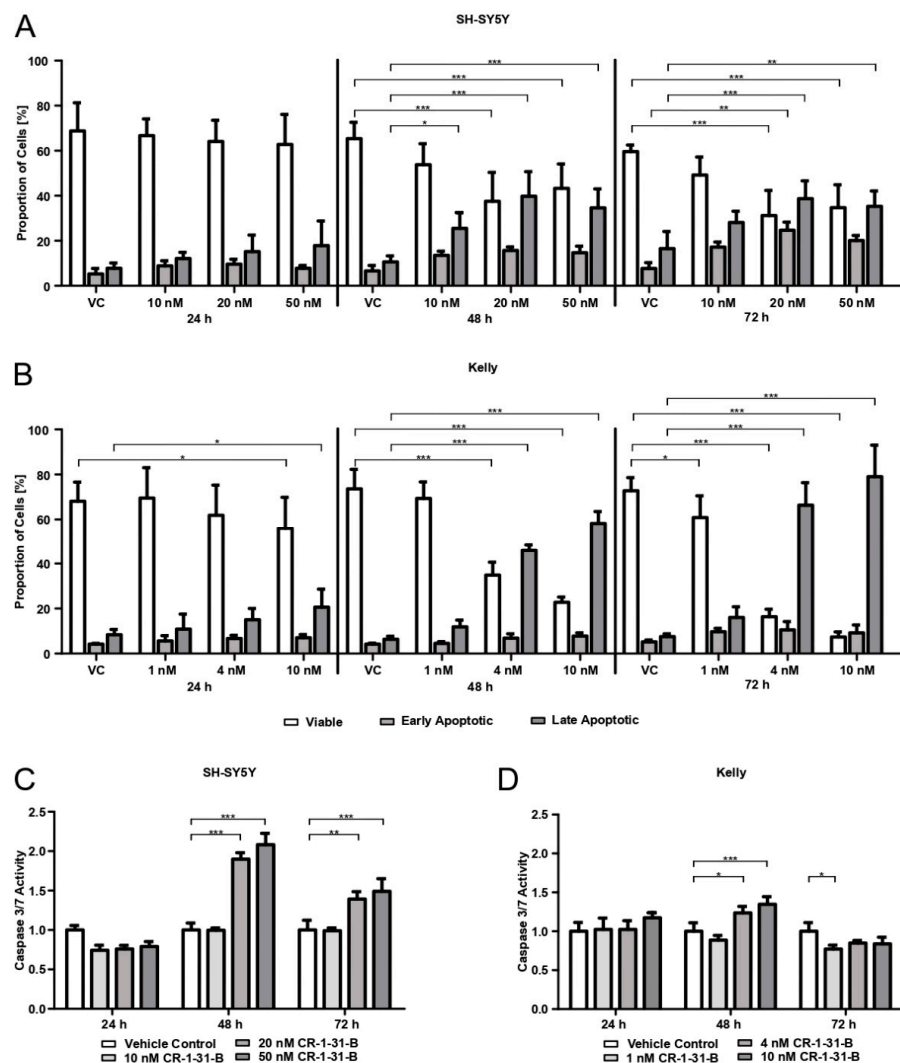 A
SH-SY5Y
Proportion of Cells [%]
100
80
60
40
20
0
*** **
*** ***
*** ***
*** **
* ***
VC 10 nM 20 nM 50 nM VC 10 nM 20 nM 50 nM VC 10 nM 20 nM 50 nM
24 h 48 h 72 h
B
Kelly
Proportion of Cells [%]
100
80
60
40
20
0
***
*** ***
* *** ***
* *** *** ***
*
VC 1 nM 4 nM 10 nM VC 1 nM 4 nM 10 nM VC 1 nM 4 nM 10 nM
24 h 48 h 72 h
Viable Early Apoptotic Late Apoptotic
C
SH-SY5Y
Caspase 3/7 Activity
2.5
2.0
1.5
1.0
0.5
0.0
*** ***
*** **
24 h 48 h 72 h
Vehicle Control 20 nM CR-1-31-B
10 nM CR-1-31-B 50 nM CR-1-31-B
D
Kelly
Caspase 3/7 Activity
2.5
2.0
1.5
1.0
0.5
0.0
***
* *
24 h 48 h 72 h
Vehicle Control 4 nM CR-1-31-B
1 nM CR-1-31-B 10 nM CR-1-31-B